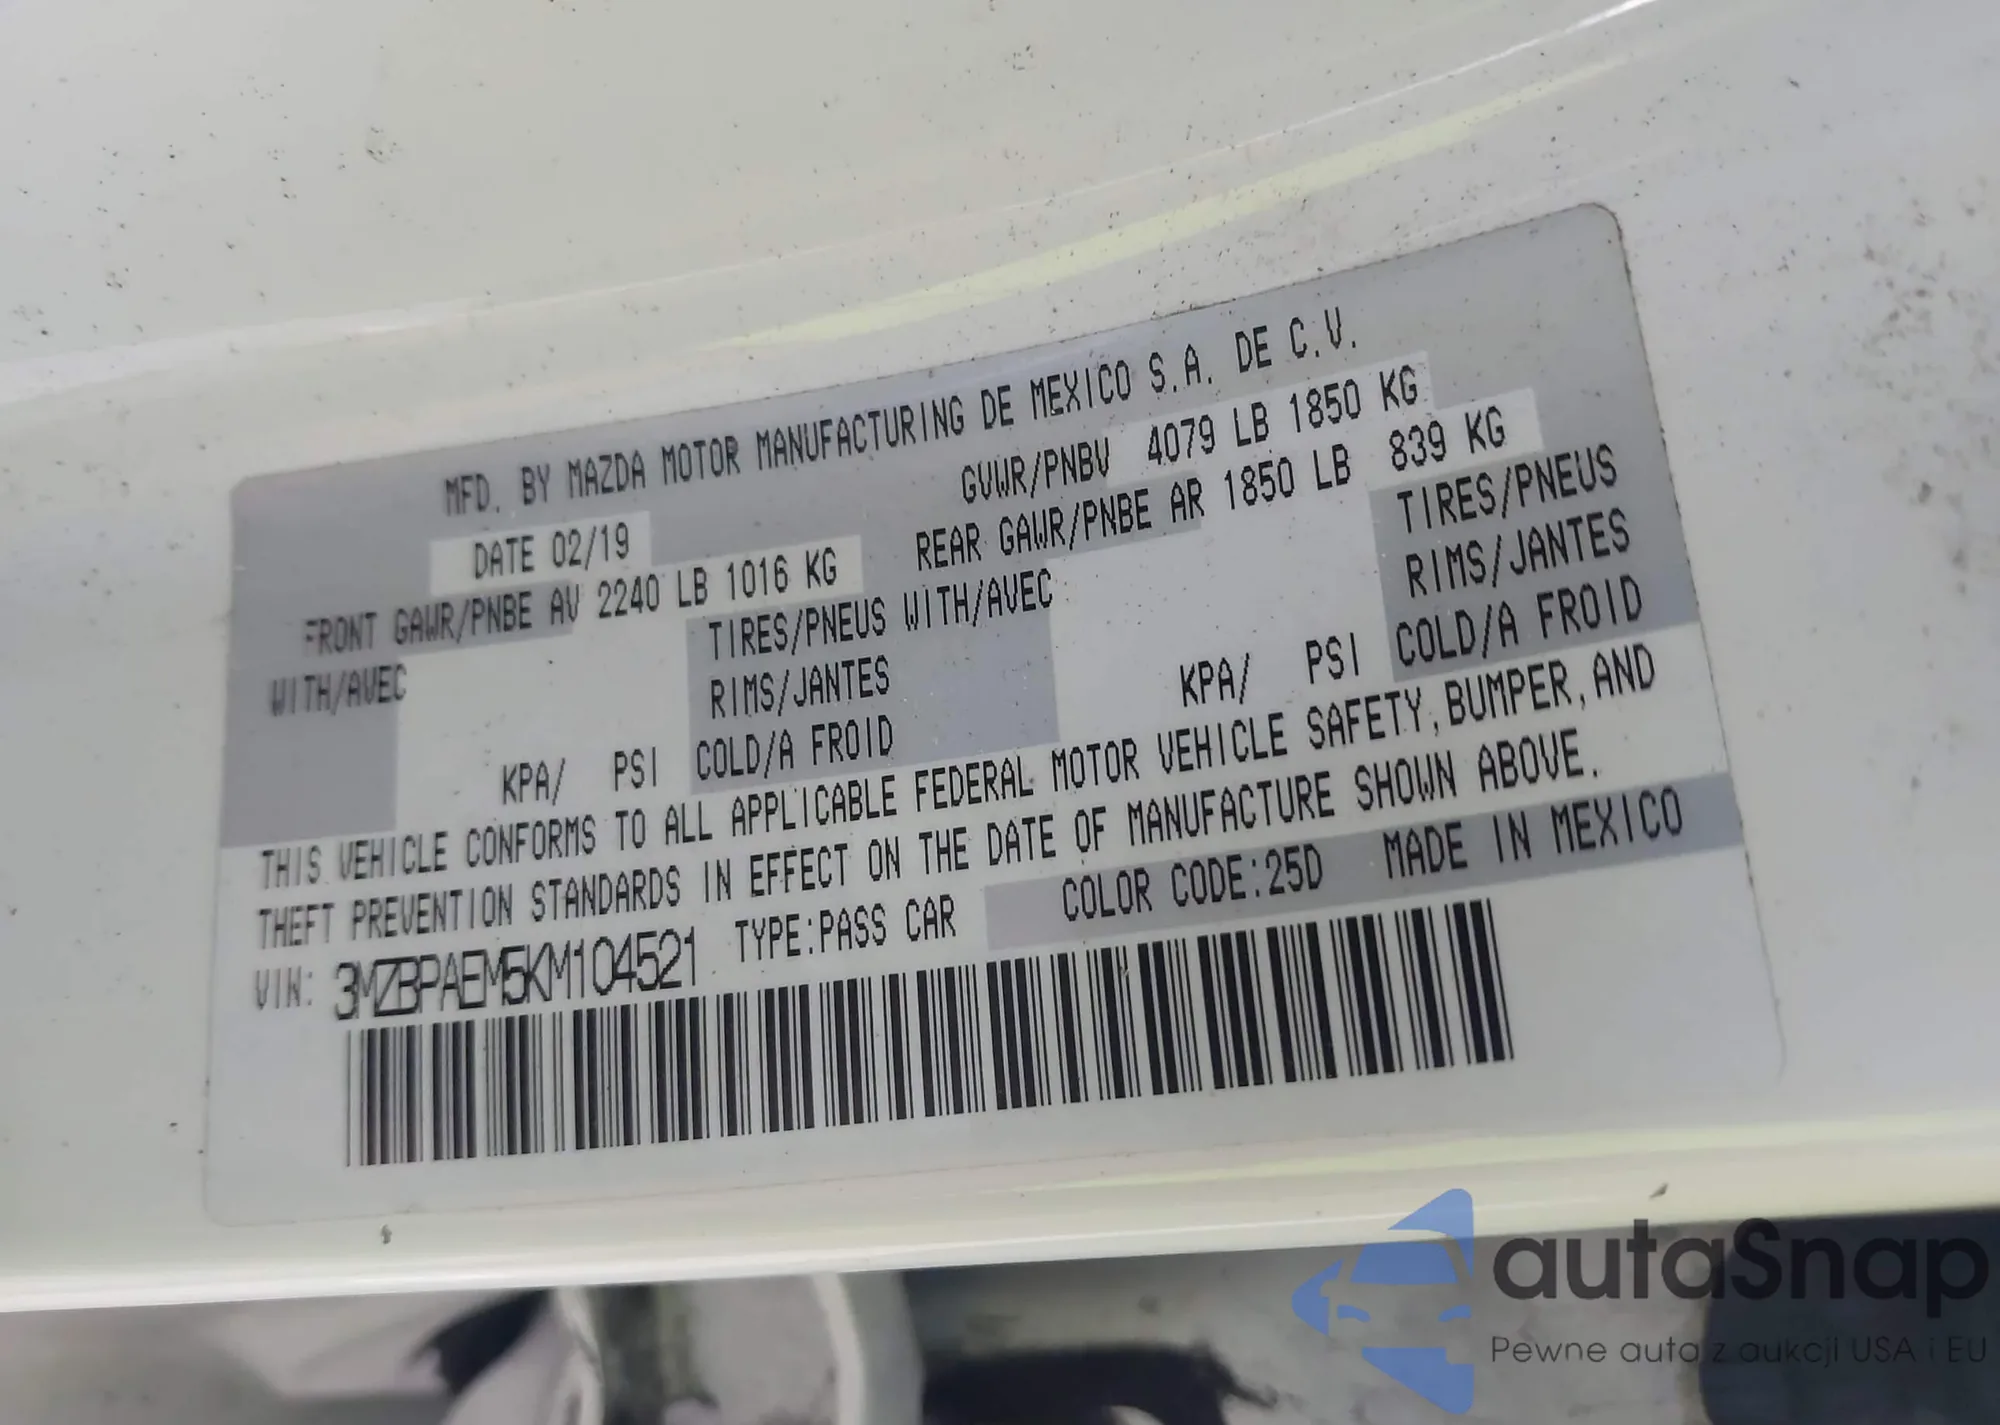 MFD. BY MAZDA MOTOR MANUFACTURING DE MEXICO S.A. DE C.V.
DATE 02/19 GVWR/PNBV 4079 LB 1850 KG
FRONT GAWR/PNBE AV 2240 LB 1016 KG REAR GAWR/PNBE AR 1850 LB 839 KG
WITH/AVEC TIRES/PNEUS WITH/AVEC TIRES/PNEUS
RIMS/JANTES RIMS/JANTES
KPA/ PSI COLD/A FROID KPA/ PSI COLD/A FROID
THIS VEHICLE CONFORMS TO ALL APPLICABLE FEDERAL MOTOR VEHICLE SAFETY, BUMPER, AND
THEFT PREVENTION STANDARDS IN EFFECT ON THE DATE OF MANUFACTURE SHOWN ABOVE.
VIN: 3MZBPAEM5KM104521 TYPE:PASS CAR COLOR CODE:25D MADE IN MEXICO
autaSnap
Pewne auta z aukcji USA i EU